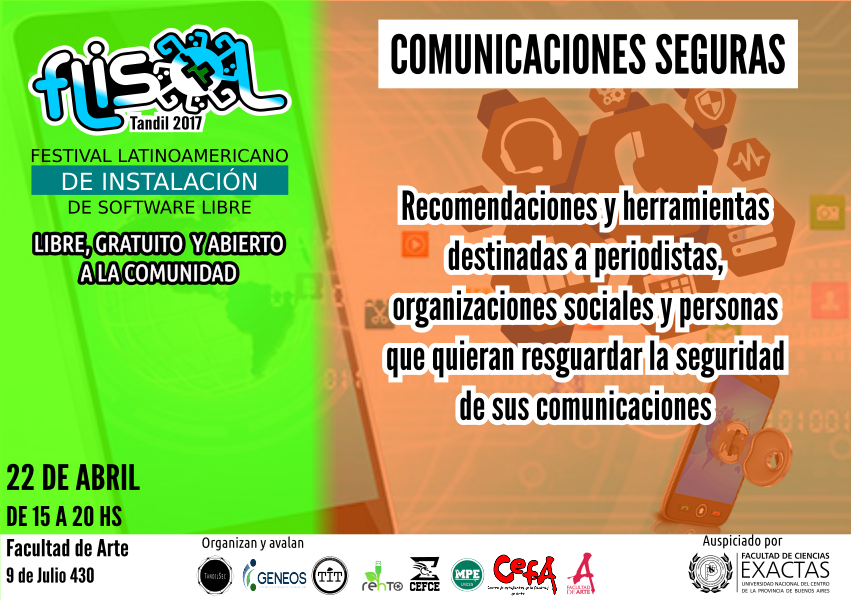 FLISOL
Tandil 2017
FESTIVAL LATINOAMERICANO
DE INSTALACIÓN
DE SOFTWARE LIBRE
LIBRE, GRATUITO Y ABIERTO
A LA COMUNIDAD
COMUNICACIONES SEGURAS
Recomendaciones y herramientas
destinadas a periodistas,
organizaciones sociales y personas
que quieran resguardar la seguridad
de sus comunicaciones
22 DE ABRIL
DE 15 A 20 HS
Facultad de Arte
9 de Julio 430
Organizan y avalan
TANDILSEC
GENEOS
TIT
rehTO
CEFCE
MPE
UNICEN
CEFA
FACULTAD
DE ARTE
Auspiciado por
FACULTAD DE CIENCIAS
EXACTAS
UNIVERSIDAD NACIONAL DEL CENTRO
DE LA PROVINCIA DE BUENOS AIRES